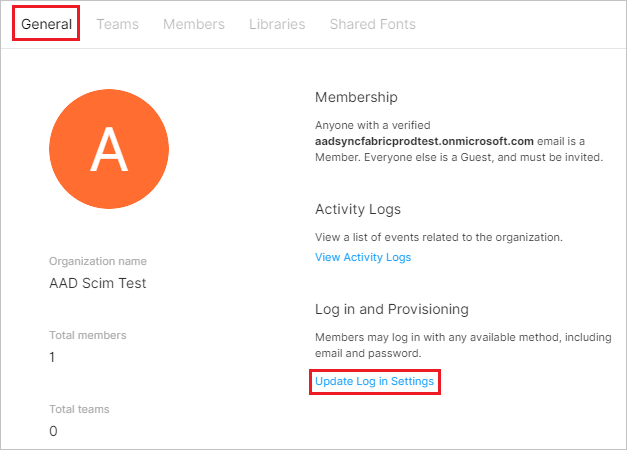 General Teams Members Libraries Shared Fonts
A
Organization name
AAD Scim Test
Total members
1
Total teams
0
Membership
Anyone with a verified
aadsyncfabricprodtest.onmicrosoft.com email is a
Member. Everyone else is a Guest, and must be invited.
Activity Logs
View a list of events related to the organization.
View Activity Logs
Log in and Provisioning
Members may log in with any available method, including
email and password.
Update Log in Settings